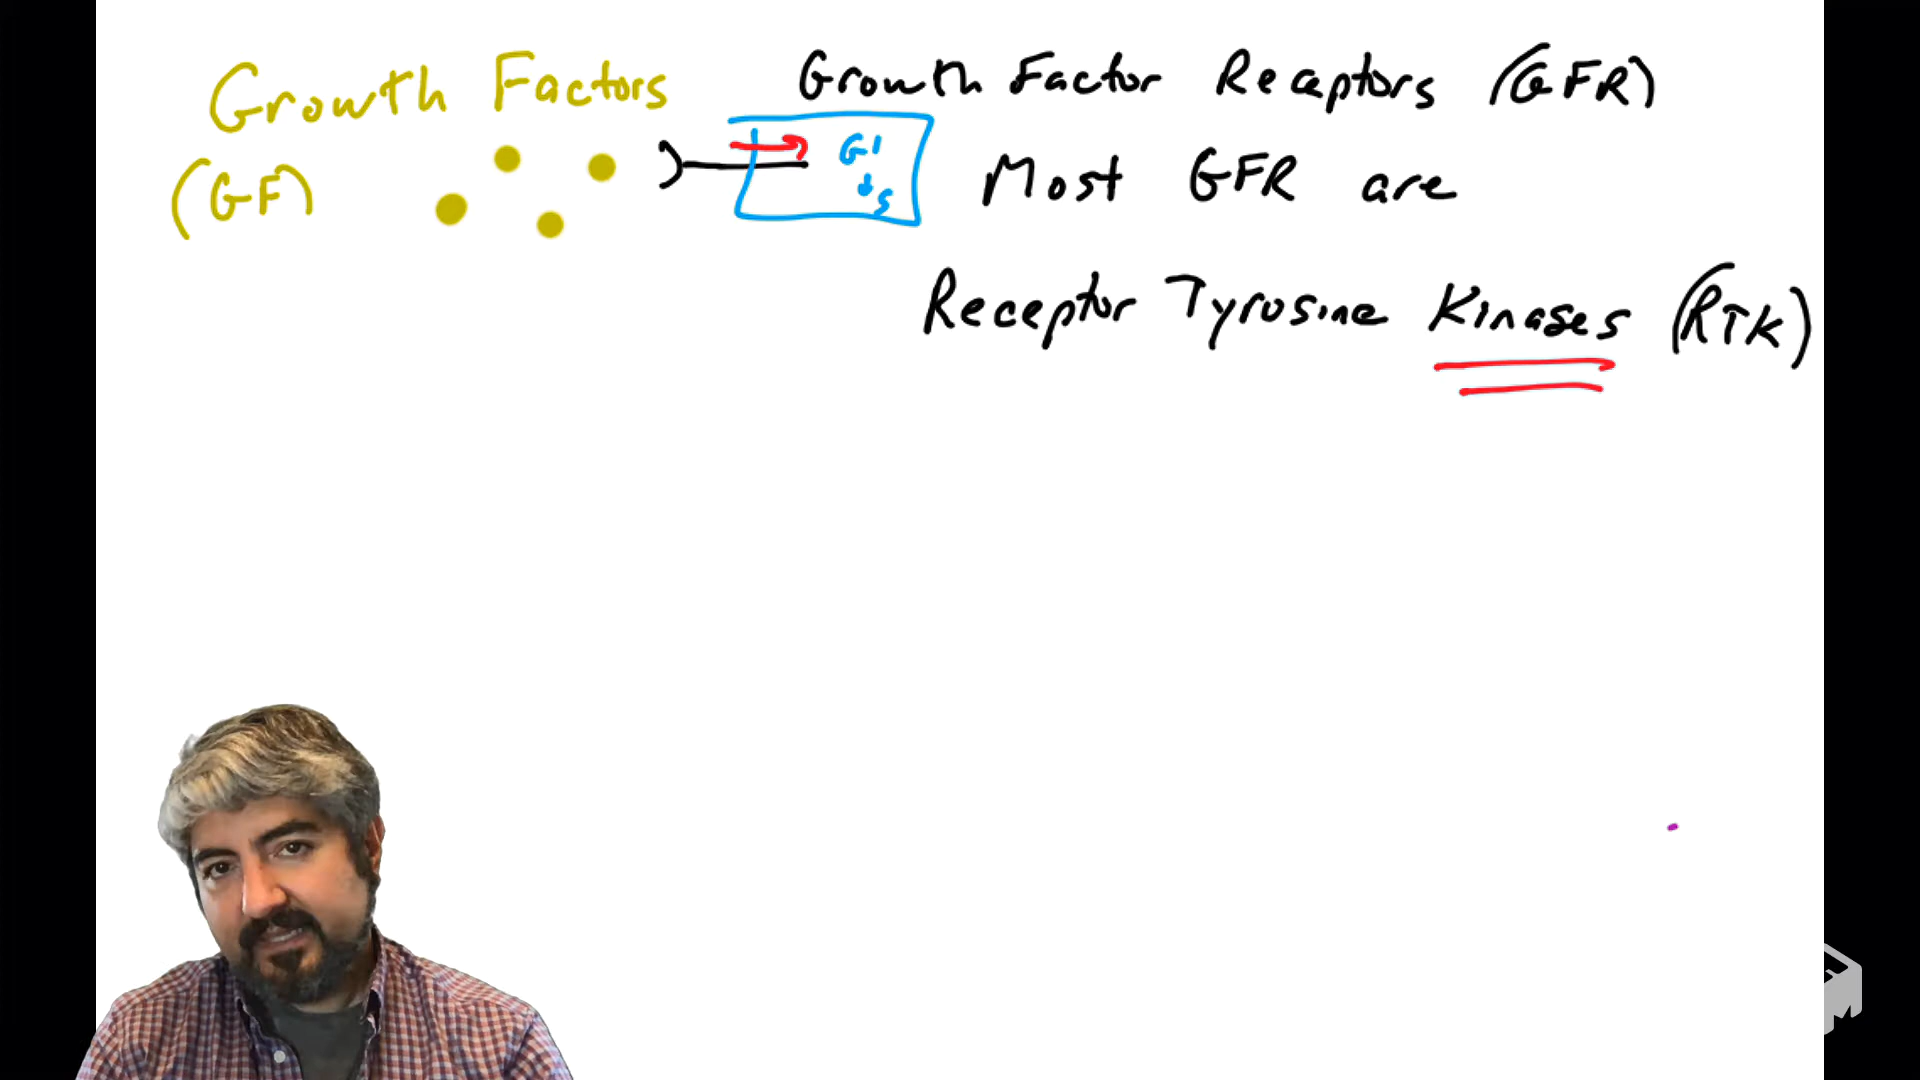 Growth Factors
(GF)
Growth Factor Receptors (GFR)
G1
S
Most GFR are
Receptor Tyrosine Kinases (RTK)
M